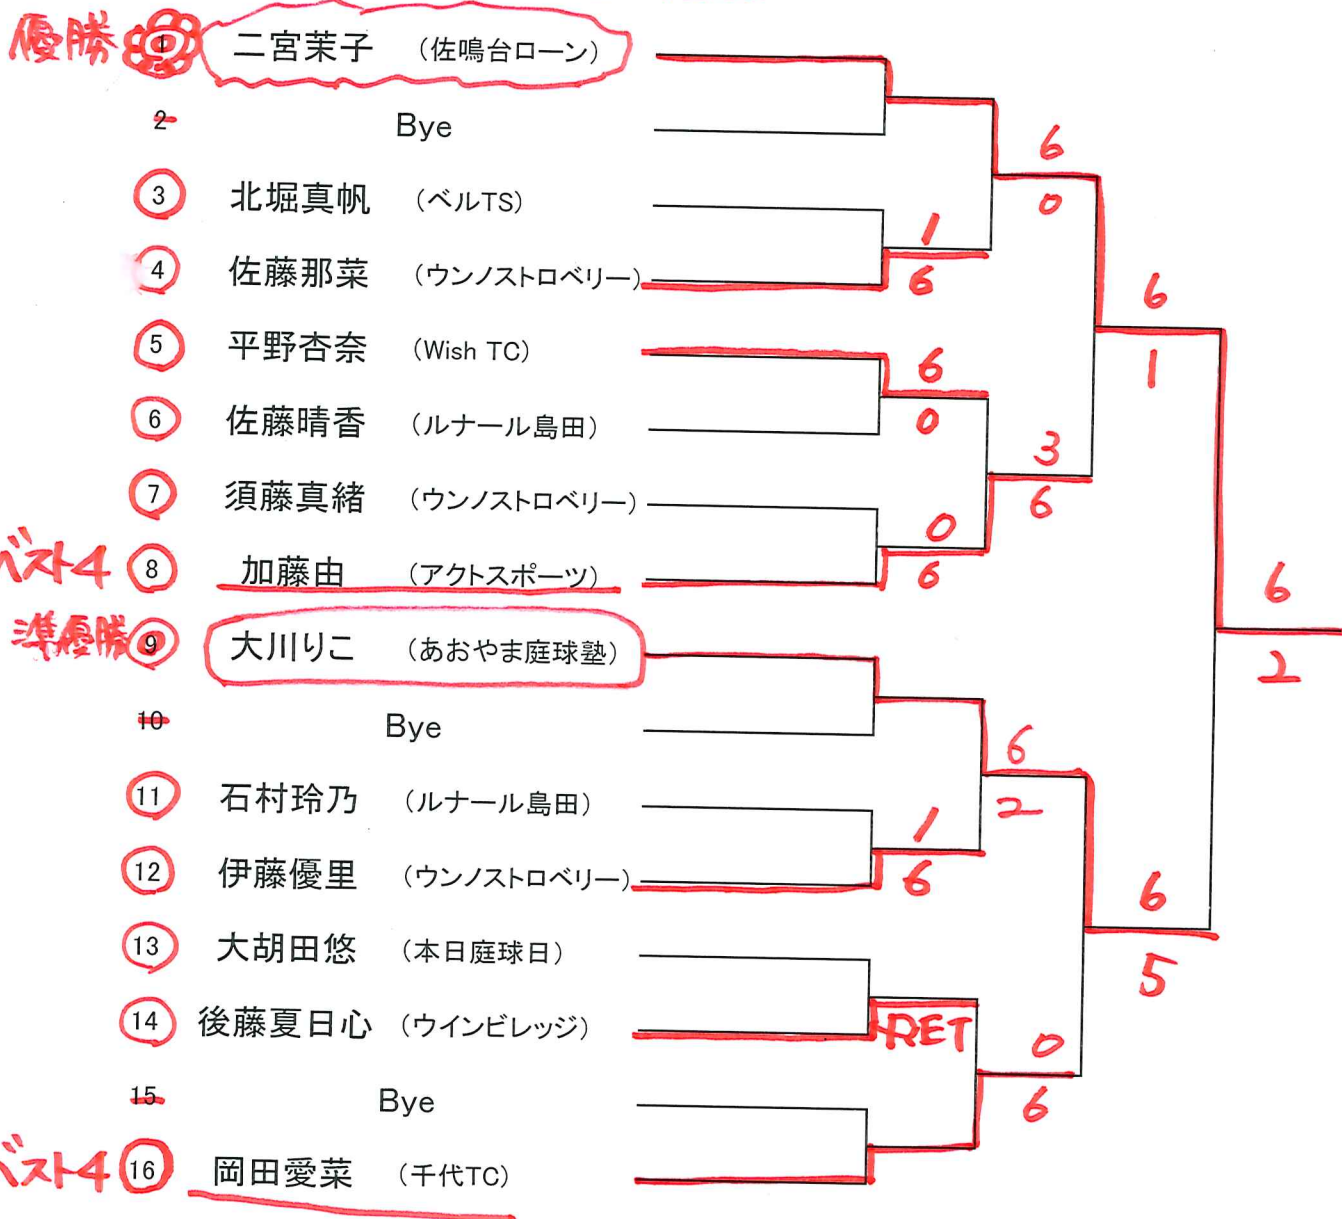 優勝 1 二宮茉子 （佐鳴台ローン）
2 Bye
6
3 北堀真帆 （ベルTS）
0
1
4 佐藤那菜 （ウンノストロベリー）
6
6
5 平野杏奈 （Wish TC）
6
1
6 佐藤晴香 （ルナール島田）
0
3
7 須藤真緒 （ウンノストロベリー）
6
0
ベスト4 8 加藤由 （アクトスポーツ）
6
6
準優勝 9 大川りこ （あおやま庭球塾）
2
10 Bye
6
11 石村玲乃 （ルナール島田）
2
1
12 伊藤優里 （ウンノストロベリー）
6
6
13 大胡田悠 （本日庭球日）
5
14 後藤夏日心 （ウインビレッジ）
RET
0
15 Bye
6
ベスト4 16 岡田愛菜 （千代TC）